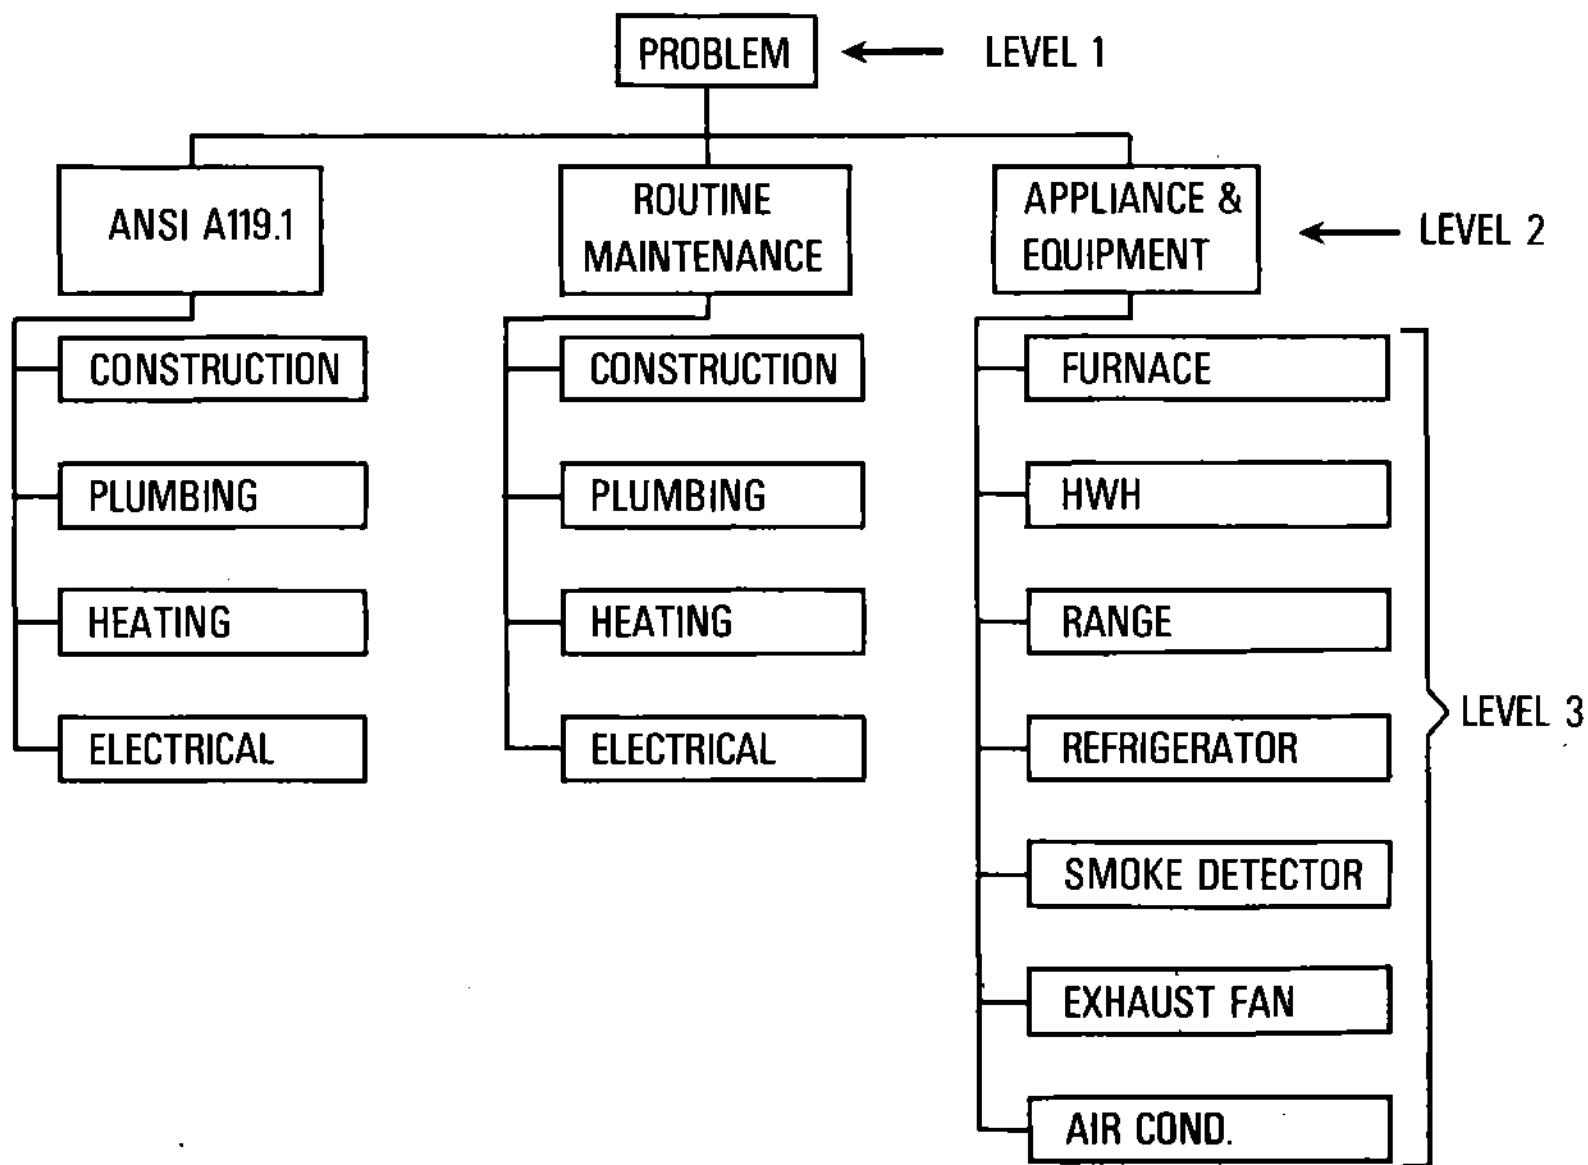 PROBLEM
LEVEL 1
ANSI A119.1
ROUTINE
MAINTENANCE
APPLIANCE &
EQUIPMENT
LEVEL 2
CONSTRUCTION
PLUMBING
HEATING
ELECTRICAL
CONSTRUCTION
PLUMBING
HEATING
ELECTRICAL
FURNACE
HWH
RANGE
REFRIGERATOR
SMOKE DETECTOR
EXHAUST FAN
AIR COND.
LEVEL 3